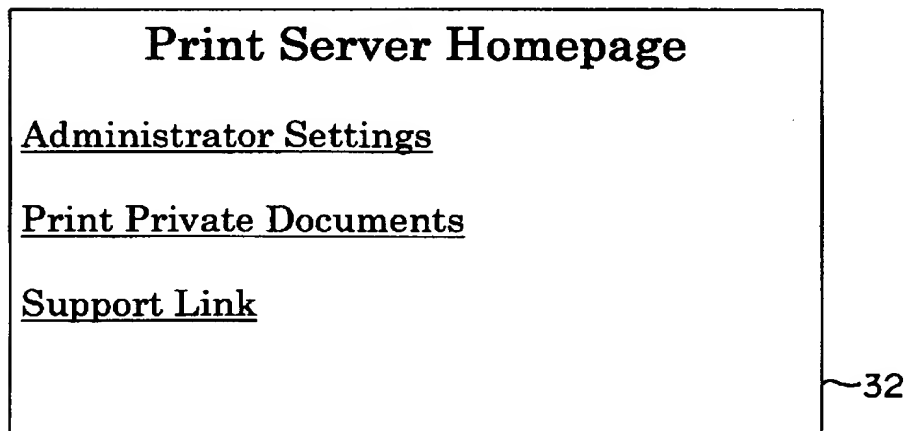 Print Server Homepage
Administrator Settings
Print Private Documents
Support Link
32